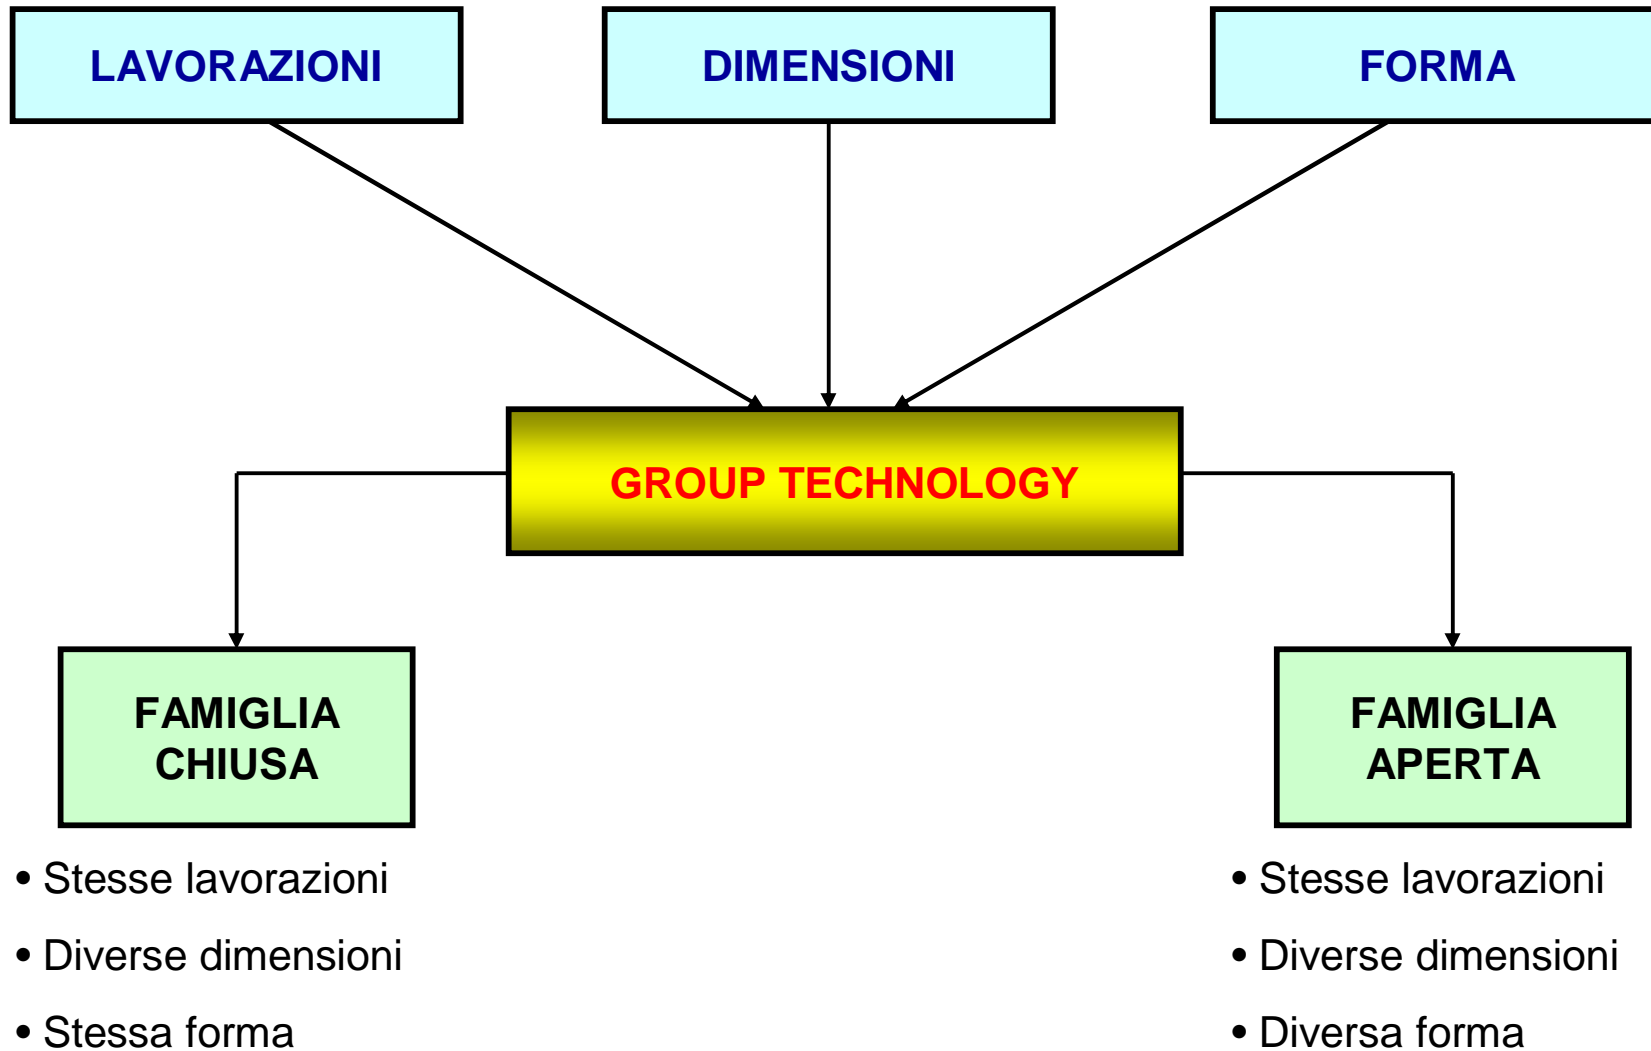 LAVORAZIONI
DIMENSIONI
FORMA
GROUP TECHNOLOGY
FAMIGLIA
CHIUSA
• Stesse lavorazioni
• Diverse dimensioni
• Stessa forma
FAMIGLIA
APERTA
• Stesse lavorazioni
• Diverse dimensioni
• Diversa forma